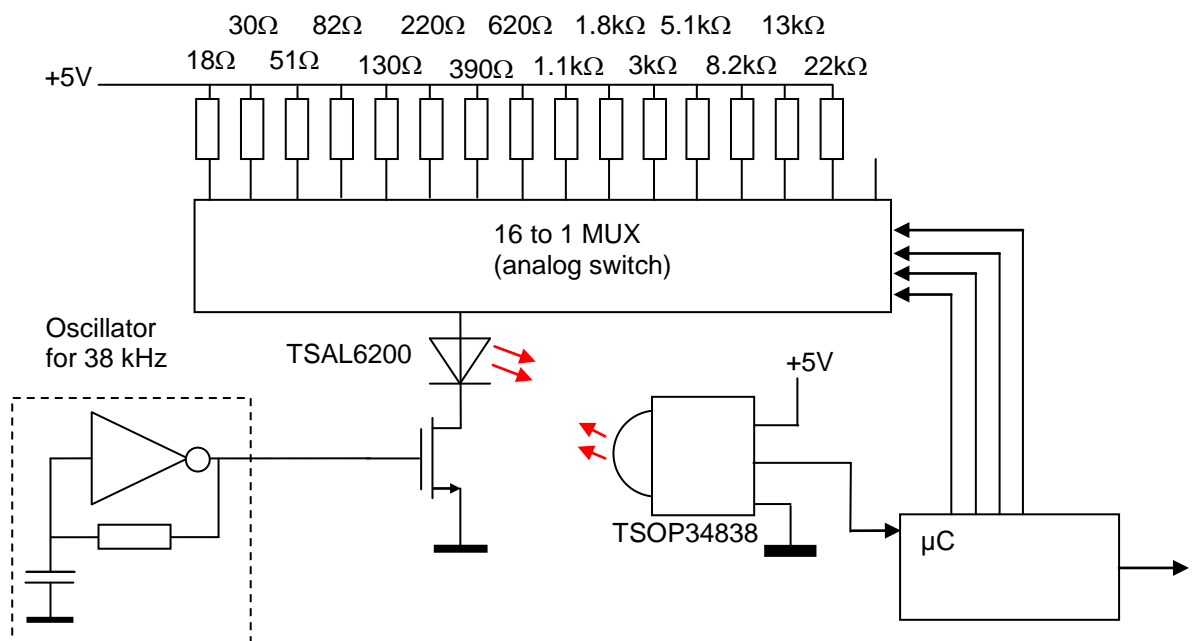 30Ω 82Ω 220Ω 620Ω 1.8kΩ 5.1kΩ 13kΩ
18Ω 51Ω 130Ω 390Ω 1.1kΩ 3kΩ 8.2kΩ 22kΩ
+5V
16 to 1 MUX
(analog switch)
Oscillator
for 38 kHz
TSAL6200
+5V
TSOP34838
µC